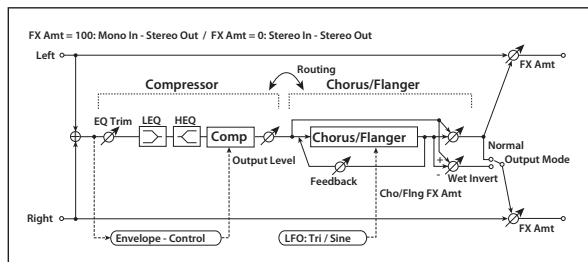 FX Amt = 100: Mono In - Stereo Out / FX Amt = 0: Stereo In - Stereo Out
Left
FX Amt
Routing
Compressor
Chorus/Flanger
EQ Trim
LEQ
HEQ
Comp
Output Level
Chorus/Flanger
Feedback
Normal
Output Mode
+
-
Wet Invert
Cho/Flng FX Amt
Right
FX Amt
Envelope - Control
LFO: Tri / Sine